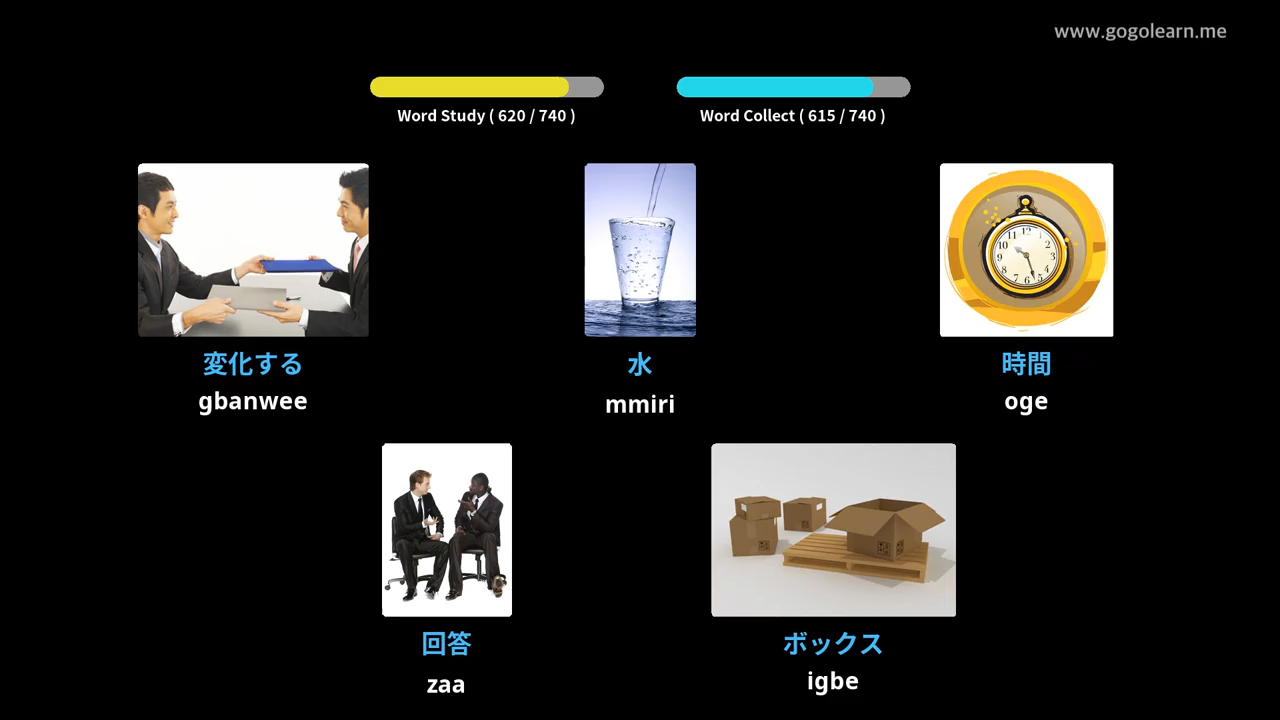 www.gogolearn.me
Word Study ( 620 / 740 )
Word Collect ( 615 / 740 )
変化する
gbanwee
水
mmiri
時間
oge
回答
zaa
ボックス
igbe